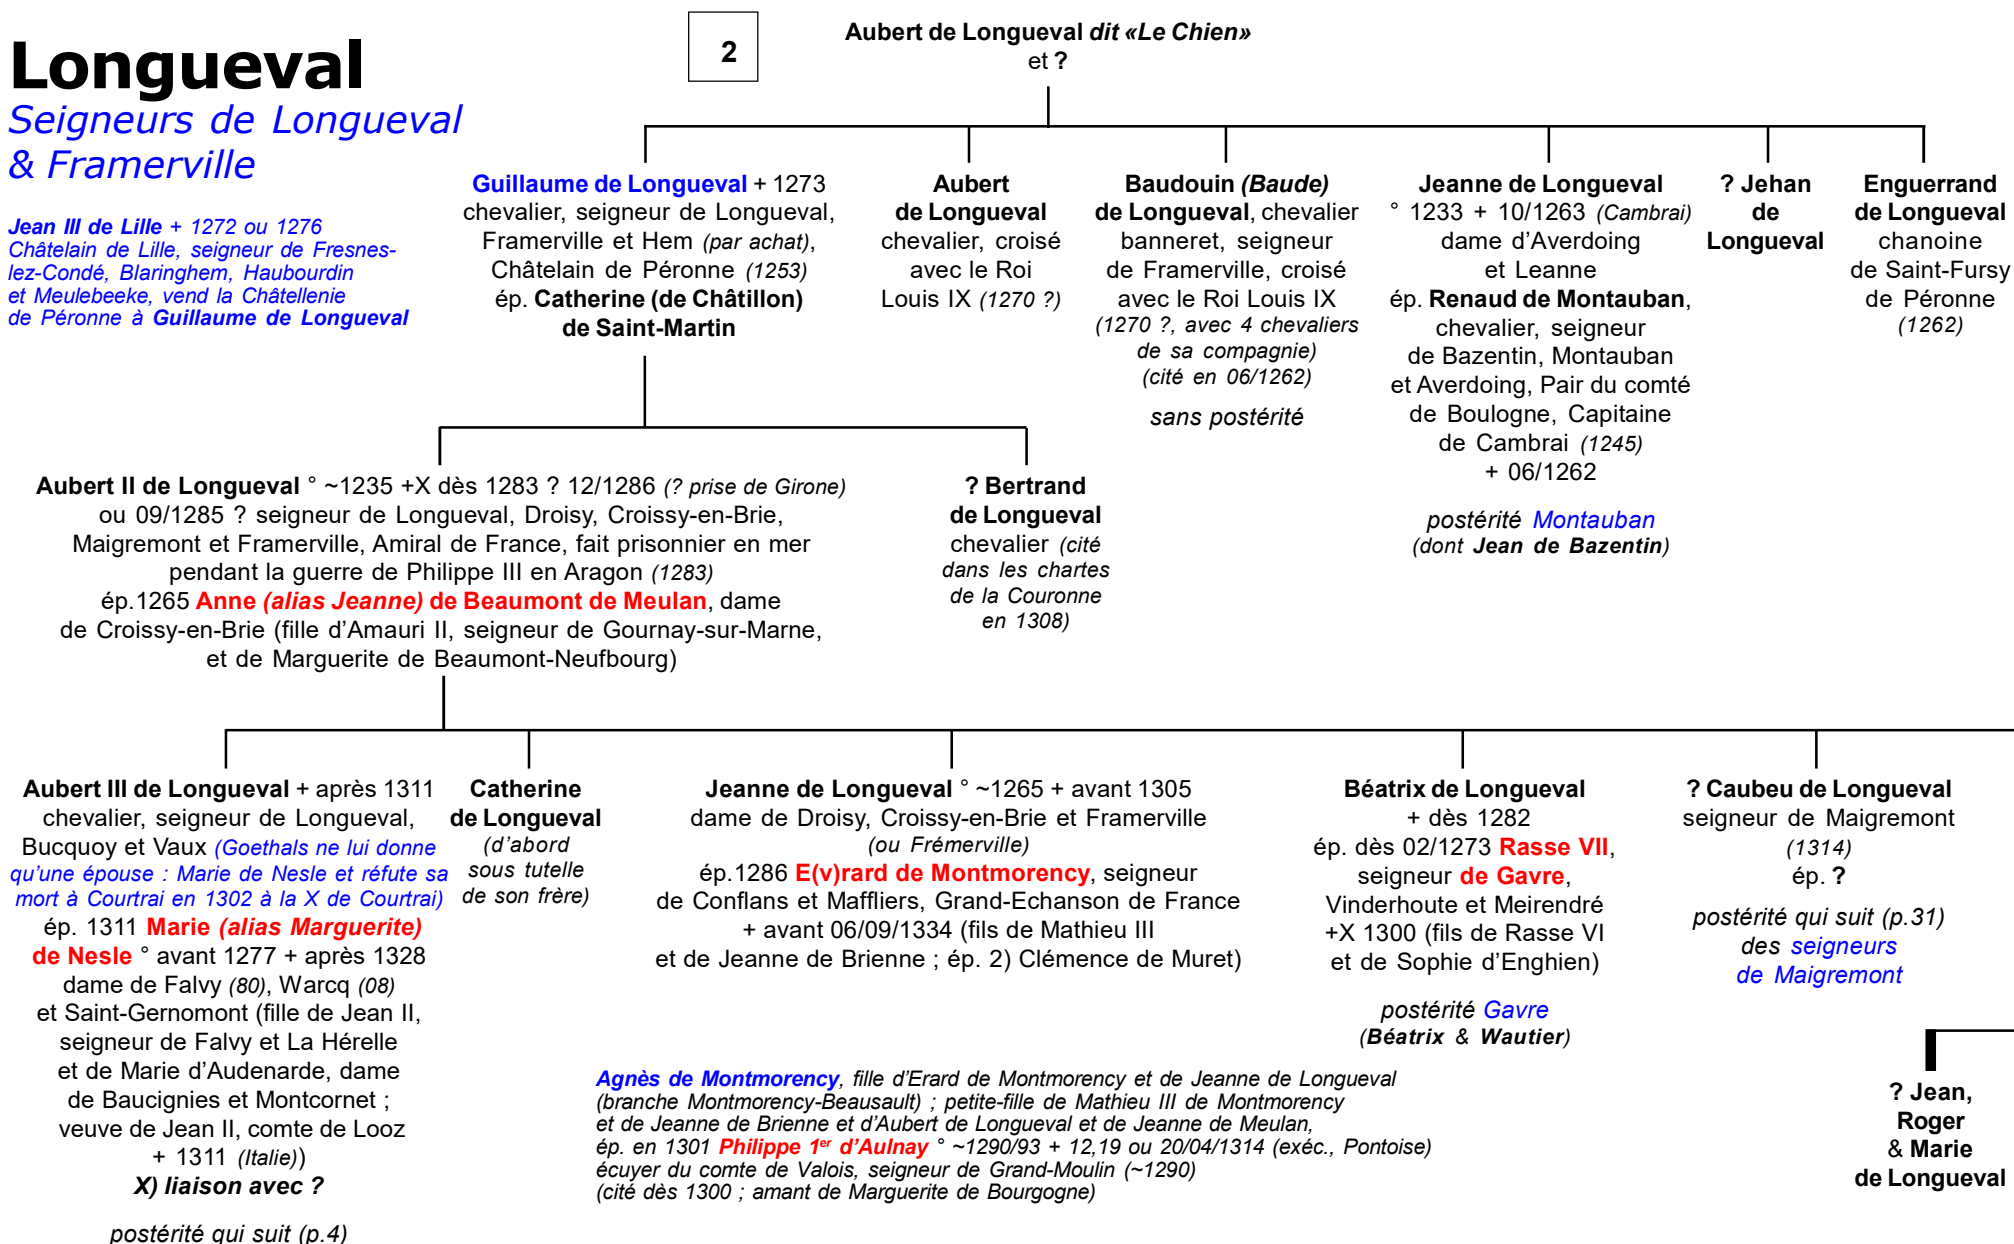 Longueval
Seigneurs de Longueval
& Framerville
Jean III de Lille + 1272 ou 1276
Châtelain de Lille, seigneur de Fresnes-
lez-Condé, Blaringhem, Haubourdin
et Meulebeeke, vend la Châtellenie
de Péronne à Guillaume de Longueval
2
Aubert de Longueval dit «Le Chien»
et ?
Guillaume de Longueval + 1273
chevalier, seigneur de Longueval,
Framerville et Hem (par achat),
Châtelain de Péronne (1253)
ép. Catherine (de Châtillon)
de Saint-Martin
Aubert
de Longueval
chevalier, croisé
avec le Roi
Louis IX (1270 ?)
Baudouin (Baude)
de Longueval, chevalier
banneret, seigneur
de Framerville, croisé
avec le Roi Louis IX
(1270 ?, avec 4 chevaliers
de sa compagnie)
(cité en 06/1262)
sans postérité
Jeanne de Longueval
° 1233 + 10/1263 (Cambrai)
dame d'Averdoing
et Leanne
ép. Renaud de Montauban,
chevalier, seigneur
de Bazentin, Montauban
et Averdoing, Pair du comté
de Boulogne, Capitaine
de Cambrai (1245)
+ 06/1262
postérité Montauban
(dont Jean de Bazentin)
? Jehan
de
Longueval
Enguerrand
de Longueval
chanoine
de Saint-Fursy
de Péronne
(1262)
Aubert II de Longueval ° ~1235 +X dès 1283 ? 12/1286 (? prise de Girone)
ou 09/1285 ? seigneur de Longueval, Droisy, Croissy-en-Brie,
Maigremont et Framerville, Amiral de France, fait prisonnier en mer
pendant la guerre de Philippe III en Aragon (1283)
ép.1265 Anne (alias Jeanne) de Beaumont de Meulan, dame
de Croissy-en-Brie (fille d'Amauri II, seigneur de Gournay-sur-Marne,
et de Marguerite de Beaumont-Neufbourg)
? Bertrand
de Longueval
chevalier (cité
dans les chartes
de la Couronne
en 1308)
Aubert III de Longueval + après 1311
chevalier, seigneur de Longueval,
Bucquoy et Vaux (Goethals ne lui donne
qu'une épouse : Marie de Nesle et réfute sa
mort à Courtrai en 1302 à la X de Courtrai)
ép. 1311 Marie (alias Marguerite)
de Nesle ° avant 1277 + après 1328
dame de Falvy (80), Warcq (08)
et Saint-Gernomont (fille de Jean II,
seigneur de Falvy et La Hérelle
et de Marie d'Audenarde, dame
de Baucignies et Montcornet ;
veuve de Jean II, comte de Looz
+ 1311 (Italie))
X) liaison avec ?
postérité qui suit (p.4)
Catherine
de Longueval
(d'abord
sous tutelle
de son frère)
Jeanne de Longueval ° ~1265 + avant 1305
dame de Droisy, Croissy-en-Brie et Framerville
(ou Frémerville)
ép.1286 E(v)rard de Montmorency, seigneur
de Conflans et Maffliers, Grand-Echanson de France
+ avant 06/09/1334 (fils de Mathieu III
et de Jeanne de Brienne ; ép. 2) Clémence de Muret)
Agnès de Montmorency, fille d'Erard de Montmorency et de Jeanne de Longueval
(branche Montmorency-Beausault) ; petite-fille de Mathieu III de Montmorency
et de Jeanne de Brienne et d'Aubert de Longueval et de Jeanne de Meulan,
ép. en 1301 Philippe 1er d'Aulnay ° ~1290/93 + 12,19 ou 20/04/1314 (exéc., Pontoise)
écuyer du comte de Valois, seigneur de Grand-Moulin (~1290)
(cité dès 1300 ; amant de Marguerite de Bourgogne)
Béatrix de Longueval
+ dès 1282
ép. dès 02/1273 Rasse VII,
seigneur de Gavre,
Vinderhoute et Meirendré
+X 1300 (fils de Rasse VI
et de Sophie d'Enghien)
postérité Gavre
(Béatrix & Wautier)
? Caubeu de Longueval
seigneur de Maigremont
(1314)
ép. ?
postérité qui suit (p.31)
des seigneurs
de Maigremont
? Jean,
Roger
& Marie
de Longueval